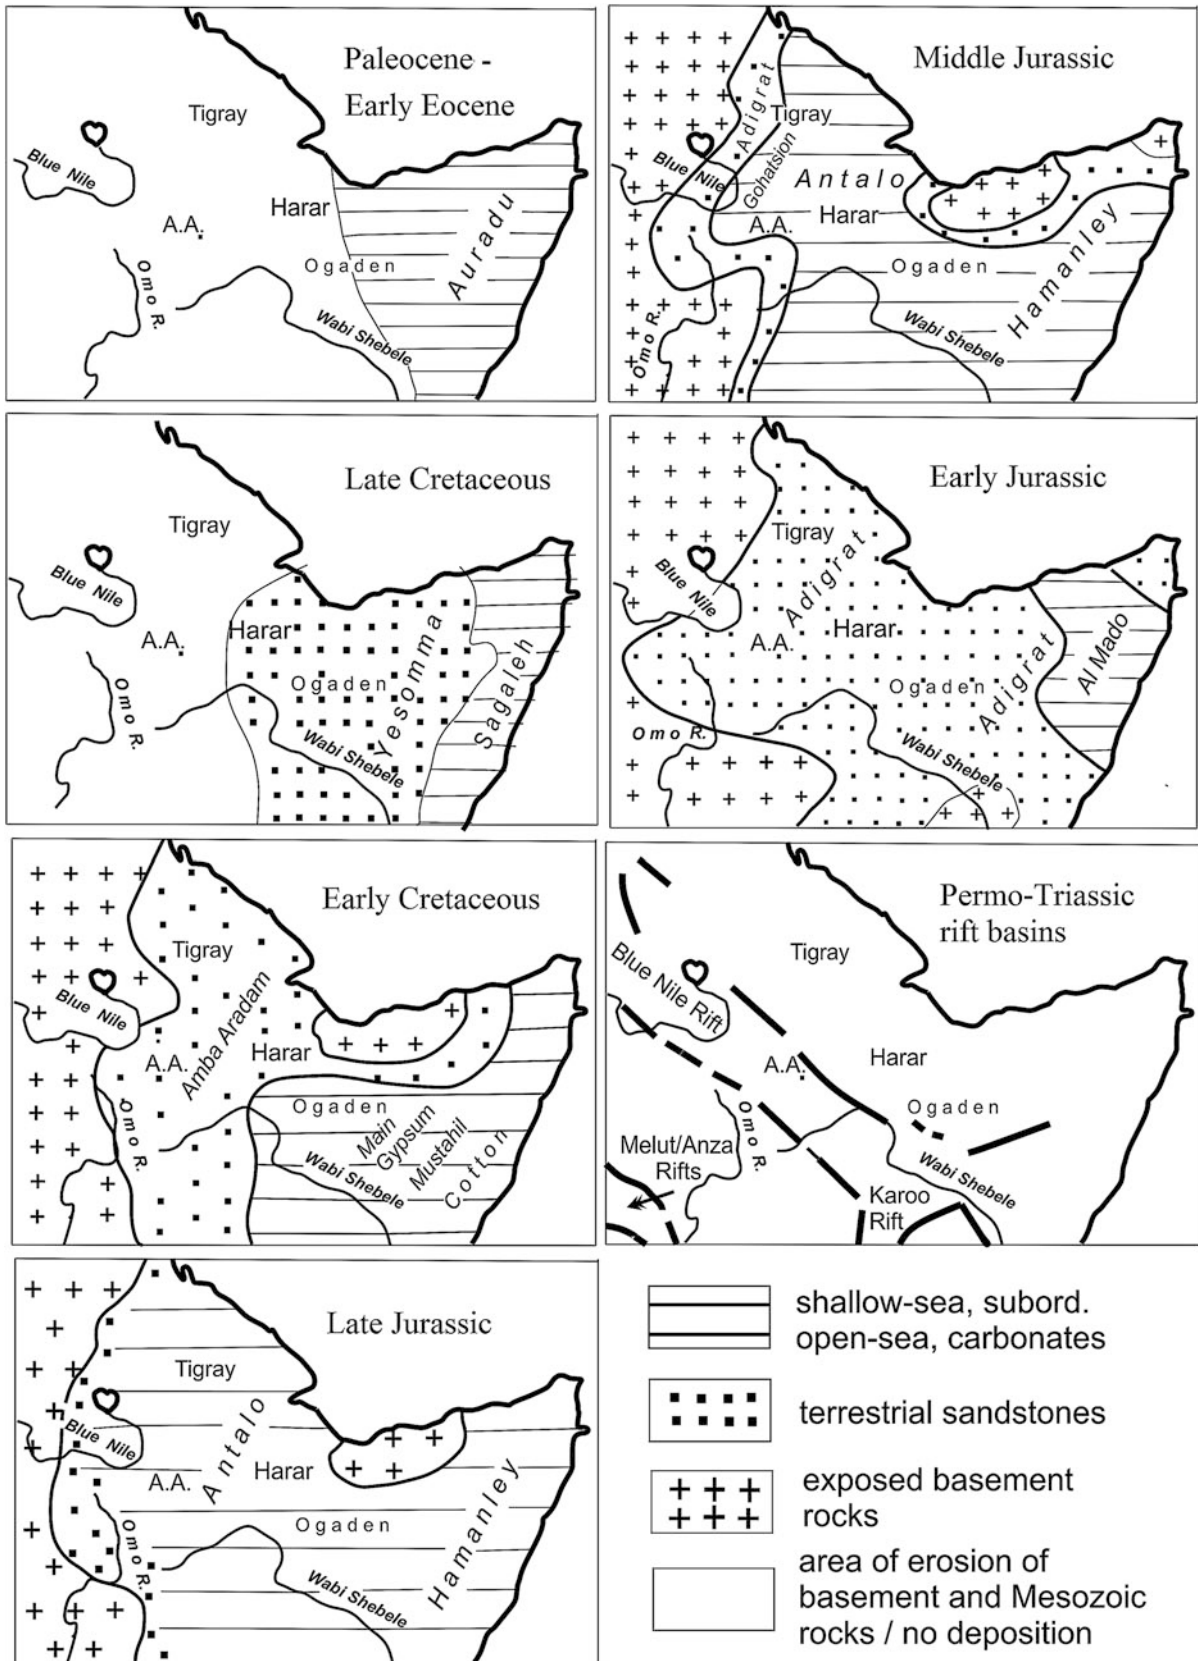 Paleocene -
Early Eocene
Tigray
Blue Nile
Harar
A.A.
Auradu
Ogaden
Omo R.
Wabi Shebele
Middle Jurassic
Adigrat
Tigray
Blue Nile
Gohatsion
Antalo
Harar
A.A.
Ogaden
Hamanley
Omo R.
Wabi Shebele
Late Cretaceous
Tigray
Blue Nile
Harar
A.A.
Yesomma
Sagaleh
Ogaden
Omo R.
Wabi Shebele
Early Jurassic
Tigray
Adigrat
Blue Nile
A.A.
Harar
Al Mado
Ogaden
Adigrat
Omo R.
Wabi Shebele
Early Cretaceous
Tigray
Blue Nile
Amba Aradam
A.A.
Harar
Ogaden
Omo R.
Main
Gypsum
Mustahil
Cotton
Wabi Shebele
Permo-Triassic
rift basins
Tigray
Blue Nile Rift
A.A.
Harar
Ogaden
Omo R.
Melut/Anza
Rifts
Wabi Shebele
Karoo
Rift
Late Jurassic
Tigray
Blue Nile
Antalo
A.A.
Harar
Hamanley
Ogaden
Omo R.
Wabi Shebele
shallow-sea, subord.
open-sea, carbonates
terrestrial sandstones
exposed basement
rocks
area of erosion of
basement and Mesozoic
rocks / no deposition